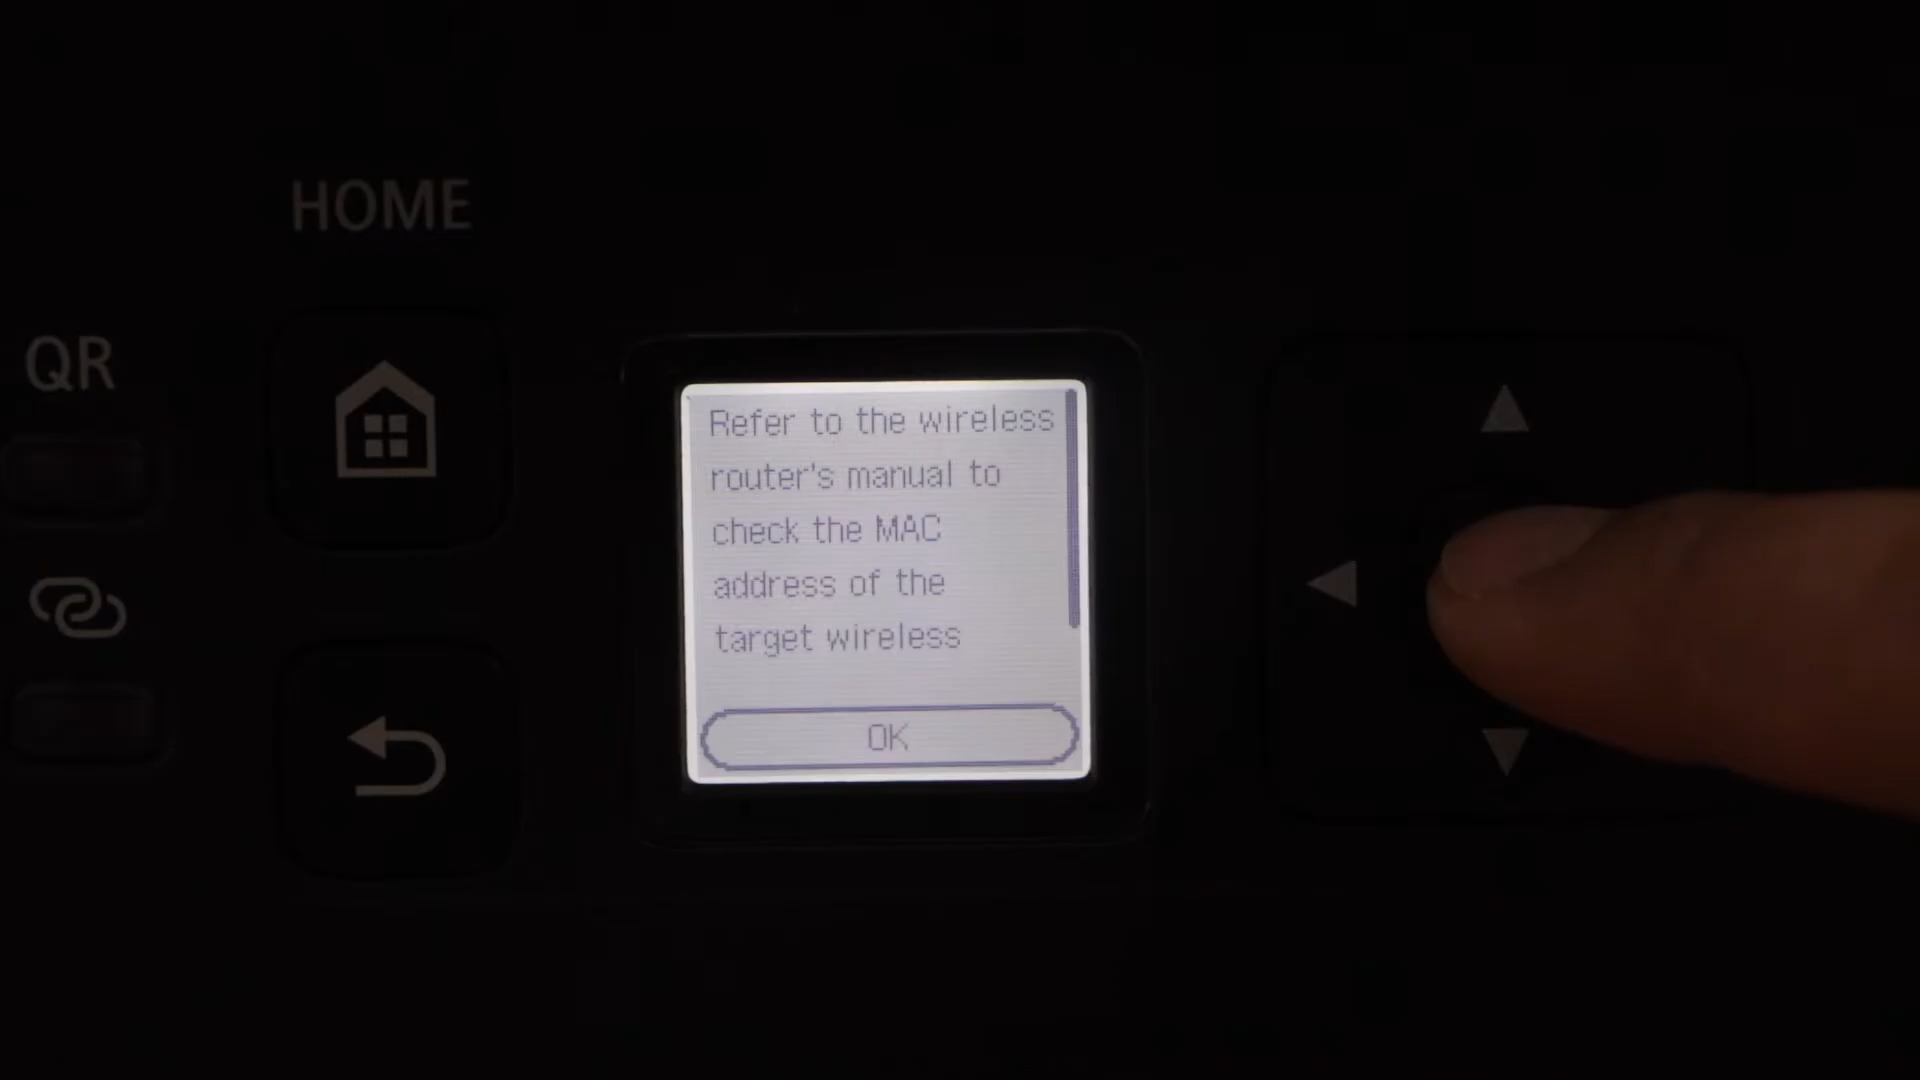 HOME
QR
Refer to the wireless
router's manual to
check the MAC
address of the
target wireless
OK